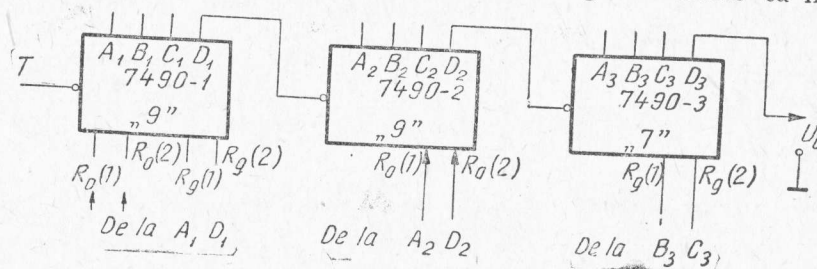 A₁ B₁ C₁ D₁
T
7490-1
„9”
R₀(1) R₀(2) R₉(1) R₉(2)
De la A₁ D₁
A₂ B₂ C₂ D₂
7490-2
„9”
R₀(1) R₀(2)
De la A₂ D₂
A₃ B₃ C₃ D₃
7490-3
„7”
R₉(1) R₉(2)
De la B₃ C₃